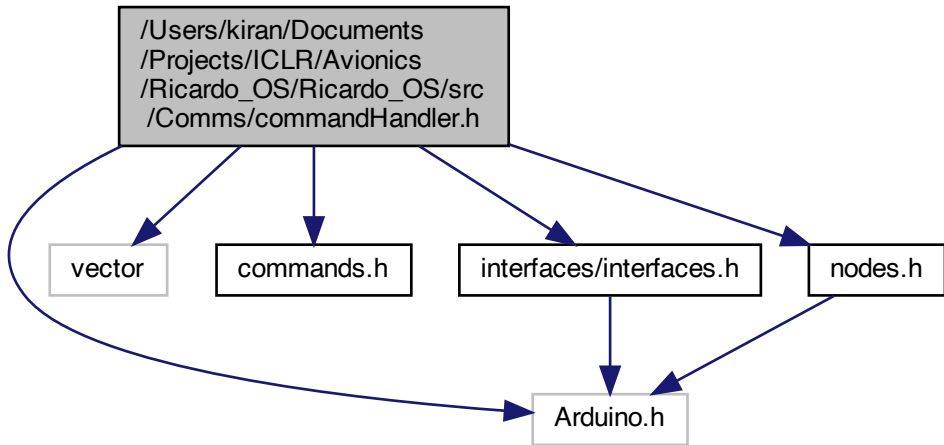 /Users/kiran/Documents
/Projects/ICLR/Avionics
/Ricardo_OS/Ricardo_OS/src
/Comms/commandHandler.h
vector
commands.h
interfaces/interfaces.h
nodes.h
Arduino.h